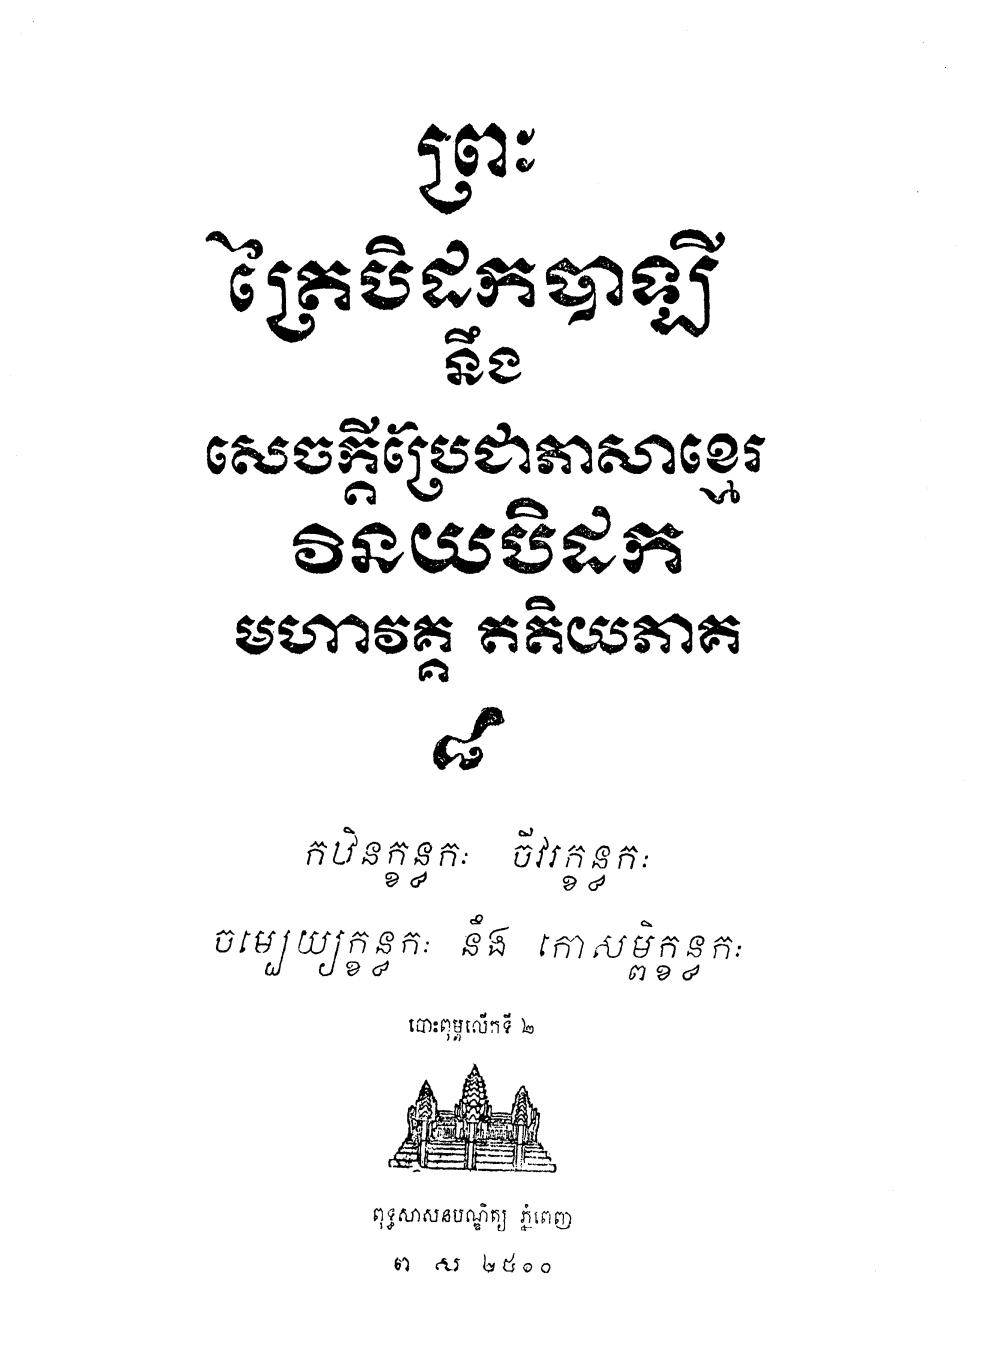 ព្រះ
ត្រៃបិដកបាឡី
នឹង
សេចក្តីប្រែជាភាសាខ្មែរ
វិនយបិដក
មហាវគ្គ តតិយភាគ
៨
កឋិនក្ខន្ធកៈ ចីវរក្ខន្ធកៈ
ចម្បេយ្យក្ខន្ធកៈ នឹង កោសម្ពិក្ខន្ធកៈ
បោះពុម្ពលើកទី ២
ពុទ្ធសាសនបណ្ឌិត្យ ភ្នំពេញ
ព ស ២៥០០